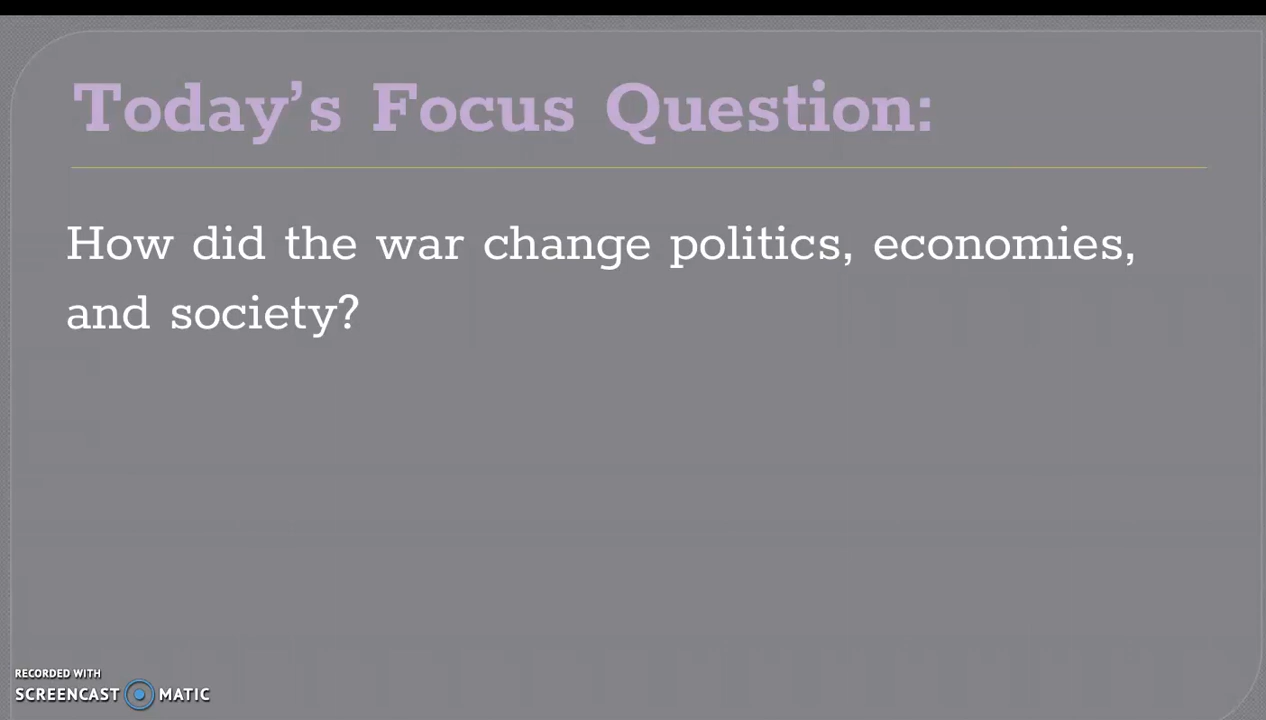 Today's Focus Question:
How did the war change politics, economies,
and society?
RECORDED WITH
SCREENCAST MATIC